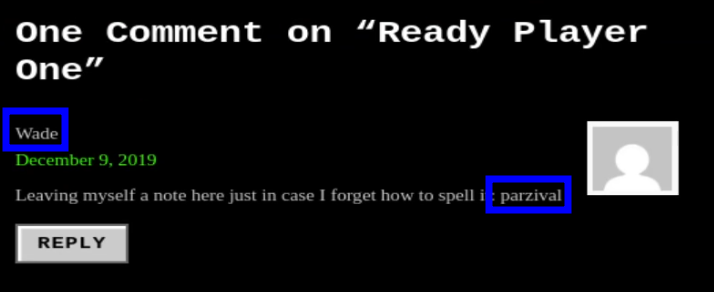 One Comment on “Ready Player
One”
Wade
December 9, 2019
Leaving myself a note here just in case I forget how to spell it: parzival
REPLY